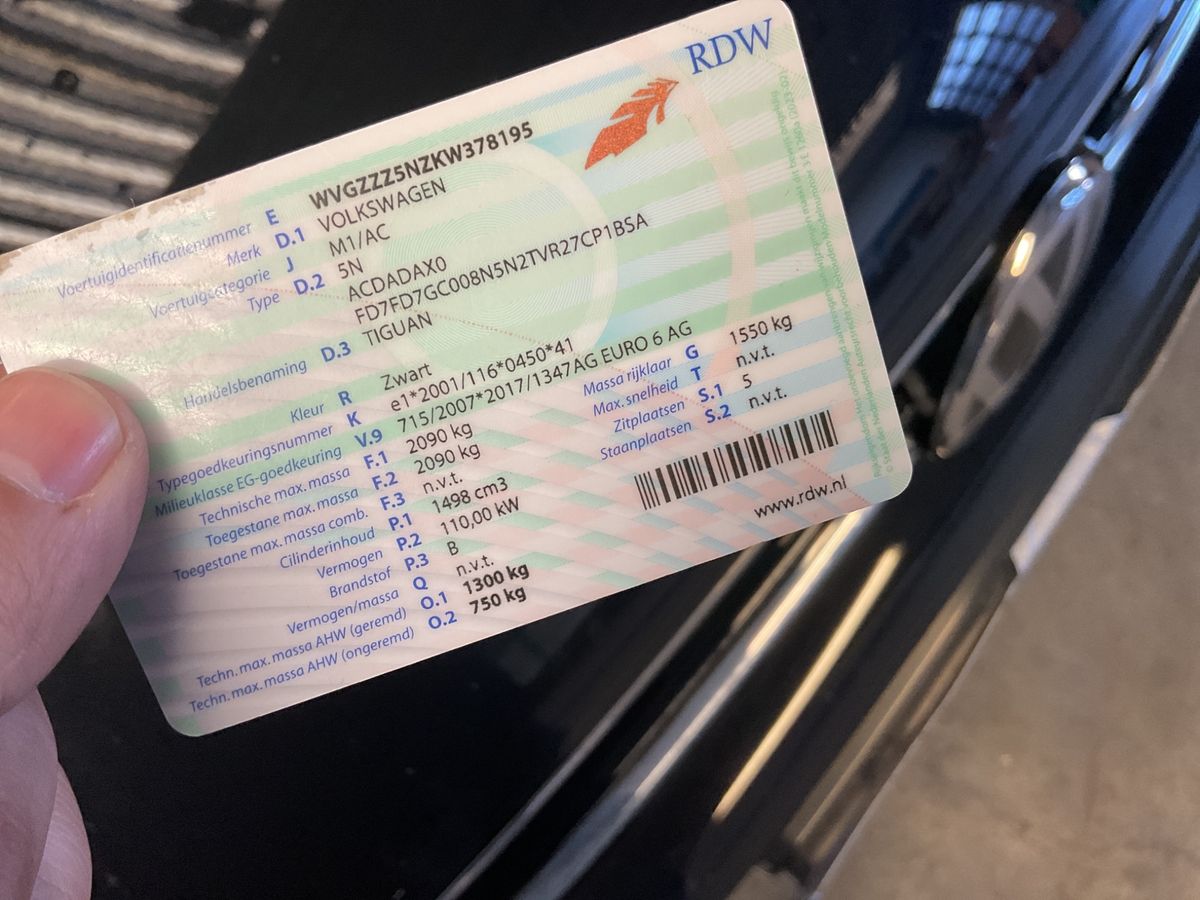 RDW
Voertuigidentificatienummer E WVGZZZ5NZKW378195
Merk D.1 VOLKSWAGEN
Voertuigcategorie J M1/AC
Type D.2 5N
ACDADAX0
FD7FD7GC008N5N2TVR27CP1BSA
Handelsbenaming D.3 TIGUAN
Kleur R Zwart
Typegoedkeuringsnummer K e1*2001/116*0450*41
Milieuklasse EG-goedkeuring V.9 715/2007*2017/1347AG EURO 6 AG
Technische max. massa F.1 2090 kg
Toegestane max. massa F.2 2090 kg
Toegestane max. massa comb. F.3 n.v.t.
Cilinderinhoud P.1 1498 cm3
Vermogen P.2 110,00 kW
Brandstof P.3 B
Vermogen/massa Q n.v.t.
Techn. max. massa AHW (geremd) O.1 1300 kg
Techn. max. massa AHW (ongeremd) O.2 750 kg
Massa rijklaar G 1550 kg
Max. snelheid T n.v.t.
Zitplaatsen S.1 5
Staanplaatsen S.2 n.v.t.
www.rdw.nl